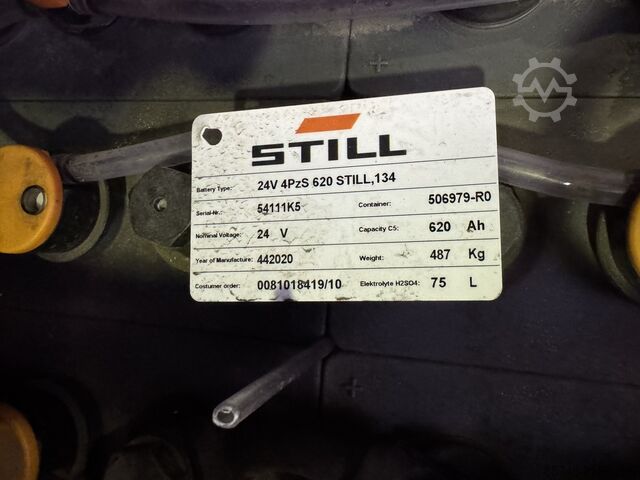 STILL
Battery Type: 24V 4PzS 620 STILL,134
Serial-Nr.: 54111K5 Container: 506979-R0
Nominal Voltage: 24 V Capacity C5: 620 Ah
Year of Manufacture: 442020 Weight: 487 Kg
Costumer order: 0081018419/10 Elektrolyte H2SO4: 75 L